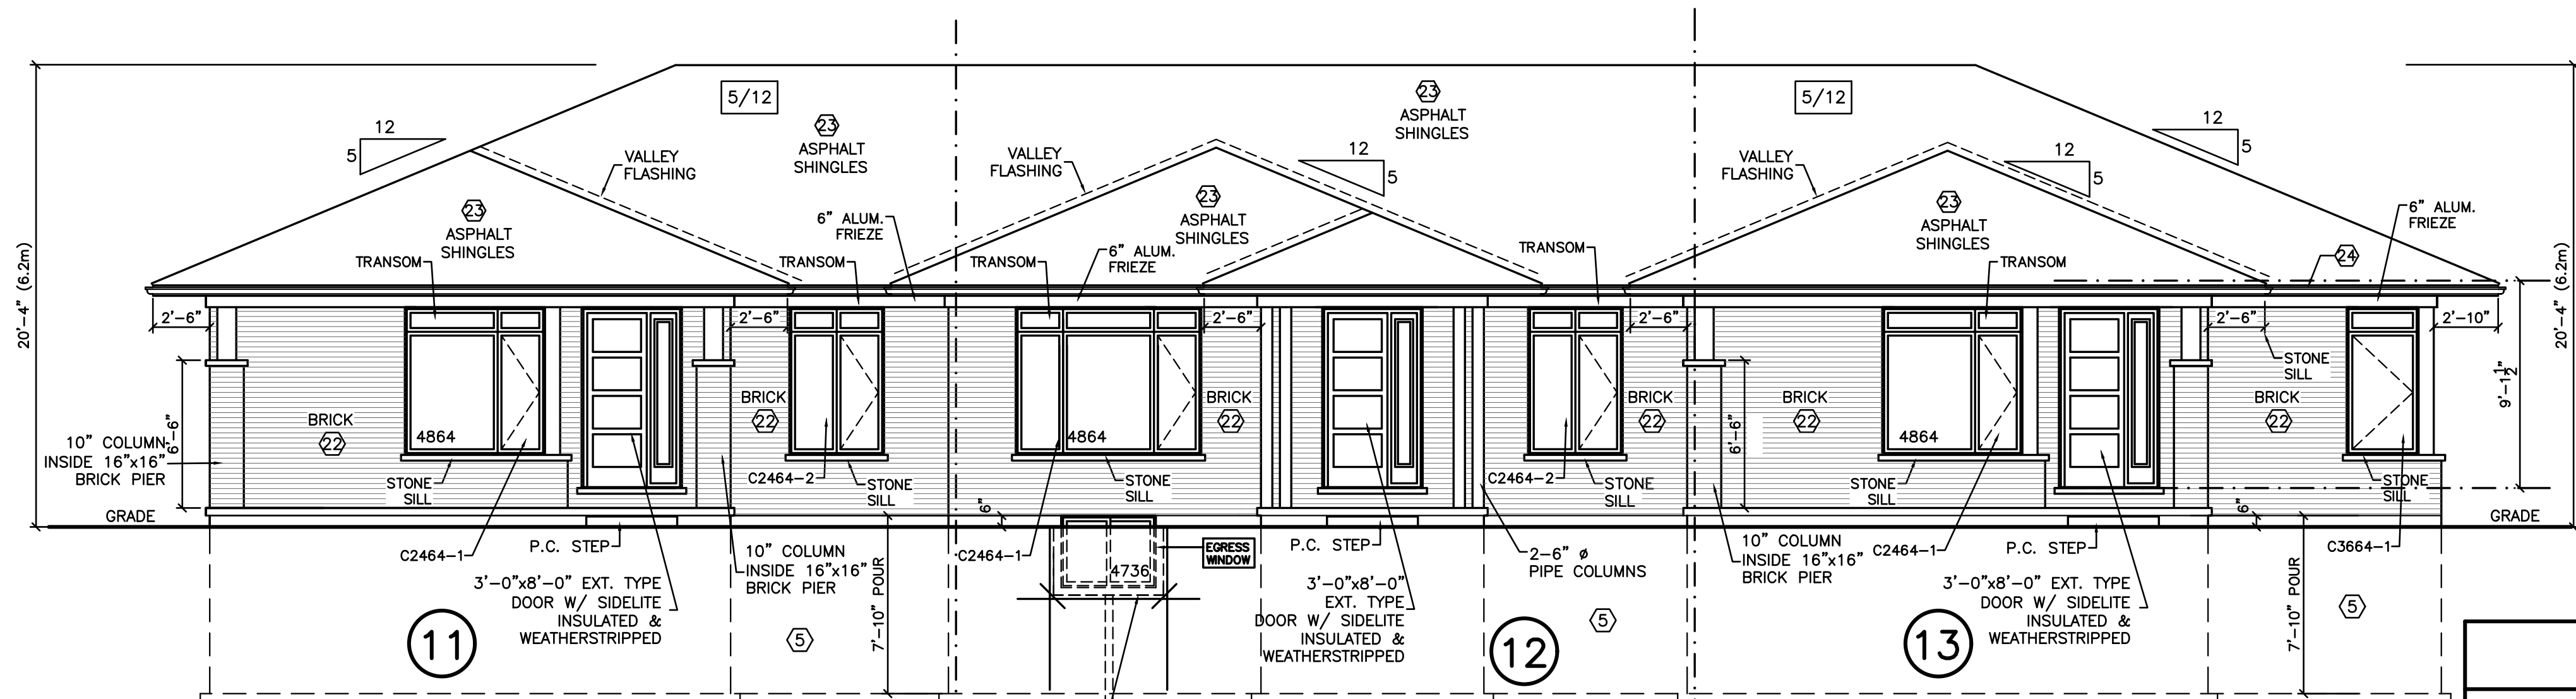 5/12
23
ASPHALT
SHINGLES
5/12
23
ASPHALT
SHINGLES
12
5
VALLEY
FLASHING
VALLEY
FLASHING
12
5
VALLEY
FLASHING
12
5
12
5
20'-4" (6.2m)
23
ASPHALT
SHINGLES
6" ALUM.
FRIEZE
23
ASPHALT
SHINGLES
23
ASPHALT
SHINGLES
6" ALUM.
FRIEZE
TRANSOM
TRANSOM
TRANSOM
6" ALUM.
FRIEZE
TRANSOM
TRANSOM
24
20'-4" (6.2m)
2'-6"
2'-6"
2'-6"
2'-6"
2'-6"
2'-10"
STONE
SILL
9'-1 1/2"
10" COLUMN
INSIDE 16"x16"
BRICK PIER
6'-6"
BRICK
22
4864
BRICK
22
4864
BRICK
22
BRICK
22
6'-6"
BRICK
22
4864
BRICK
22
STONE
SILL
C2464-2
STONE
SILL
STONE
SILL
C2464-2
STONE
SILL
STONE
SILL
STONE
SILL
GRADE
6"
6"
GRADE
C2464-1
P.C. STEP
10" COLUMN
INSIDE 16"x16"
BRICK PIER
C2464-1
EGRESS
WINDOW
4736
P.C. STEP
2-6" ø
PIPE COLUMNS
10" COLUMN
INSIDE 16"x16"
BRICK PIER
C2464-1
P.C. STEP
C3664-1
3'-0"x8'-0" EXT. TYPE
DOOR W/ SIDELITE
INSULATED &
WEATHERSTRIPPED
3'-0"x8'-0"
EXT. TYPE
DOOR W/ SIDELITE
INSULATED &
WEATHERSTRIPPED
3'-0"x8'-0" EXT. TYPE
DOOR W/ SIDELITE
INSULATED &
WEATHERSTRIPPED
11
5
7'-10" POUR
12
5
13
7'-10" POUR
5